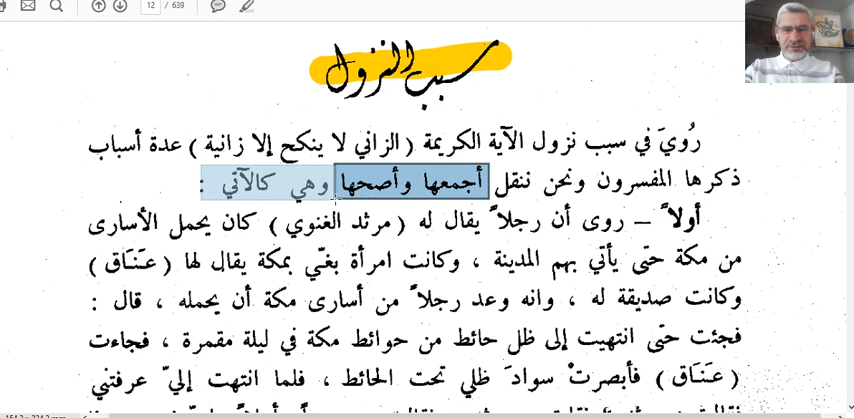 12 / 639
سبب النزول
رُويَ في سبب نزول الآية الكريمة ( الزاني لا ينكح إلا زانية ) عدة أسباب
ذكرها المفسرون ونحن ننقل أجمعها وأصحها وهي كالآتي :
أولاً – روى أن رجلاً يقال له ( مرثد الغنوي ) كان يحمل الأسارى
من مكة حتى يأتي بهم المدينة ، وكانت امرأة بغيّ بمكة يقال لها ( عَنَاق )
وكانت صديقة له ، وانه وعد رجلاً من أسارى مكة أن يحمله ، قال :
فجئت حتى انتهيت إلى ظل حائط من حوائط مكة في ليلة مقمرة ، فجاءت
( عَنَاق ) فأبصرتْ سوادَ ظلي تحت الحائط ، فلما انتهت إليّ عرفتني